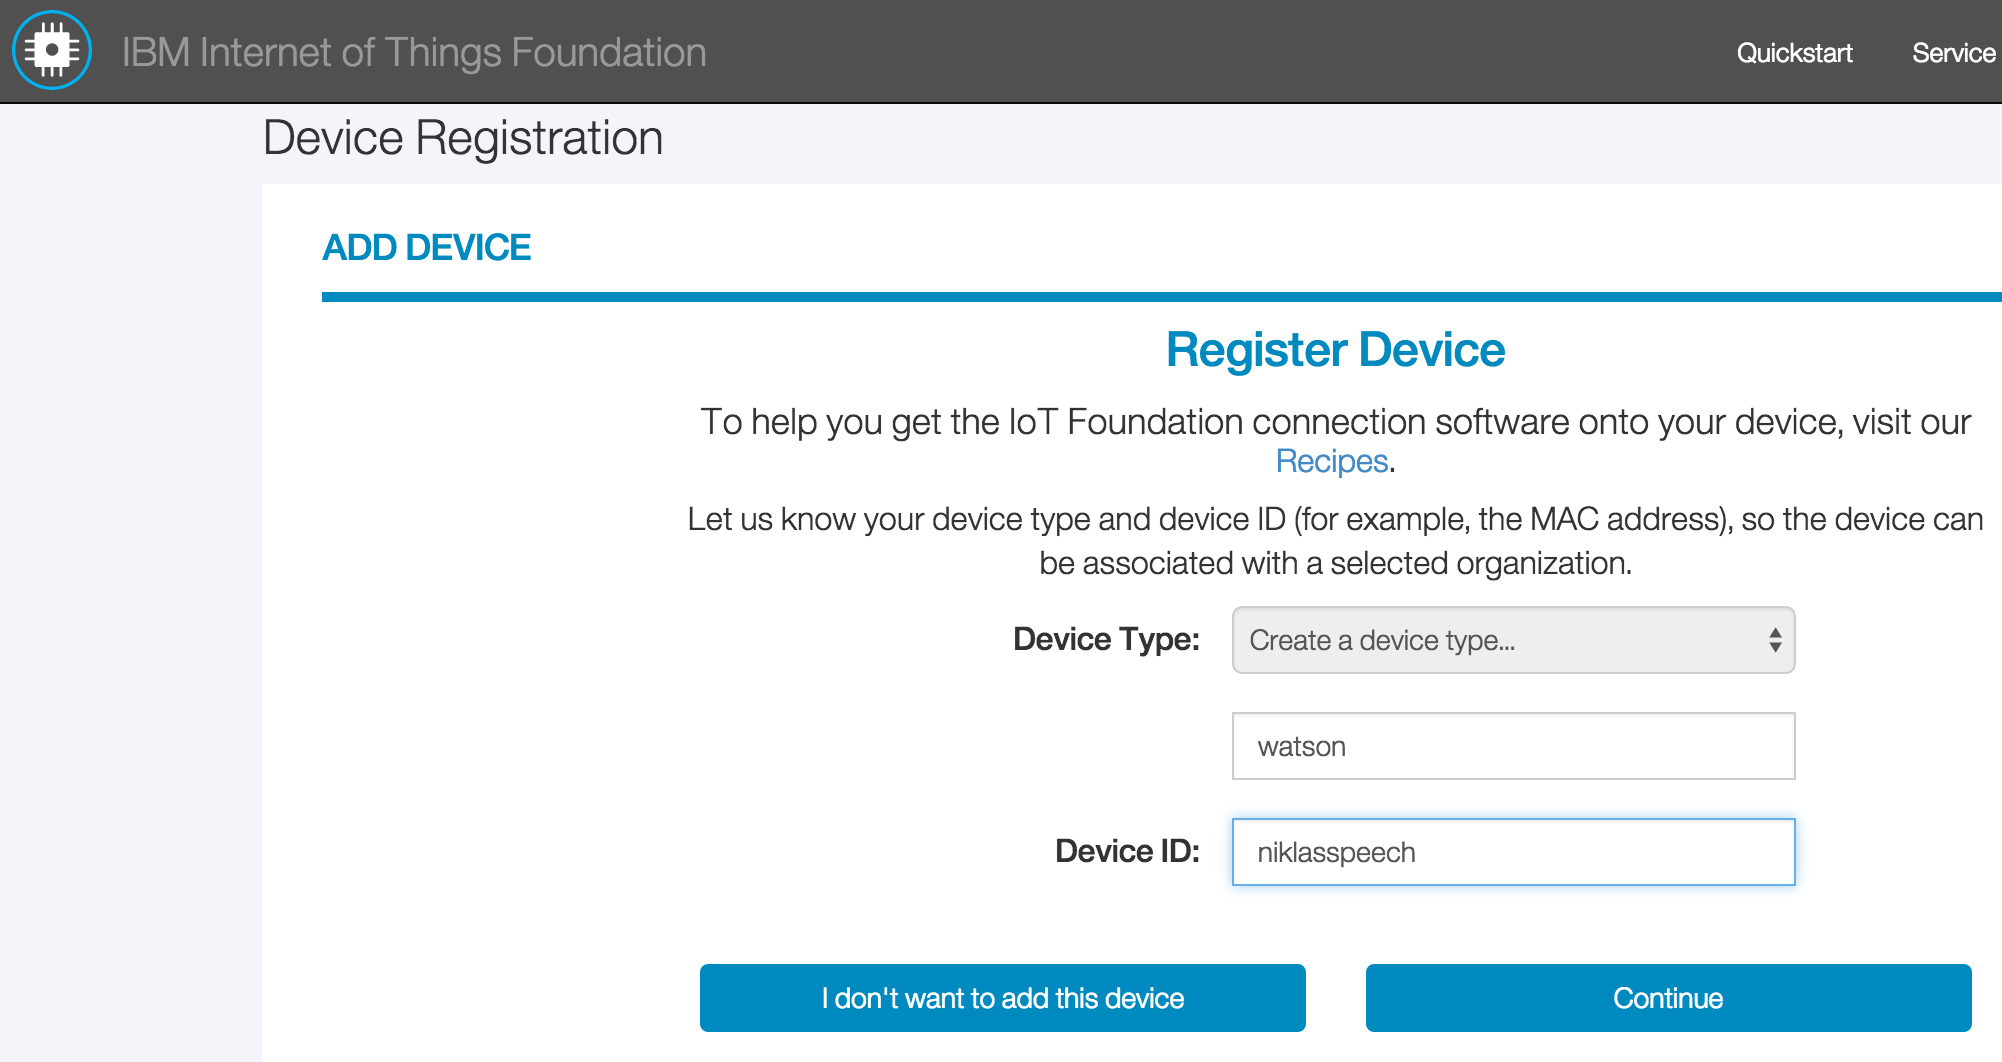 IBM Internet of Things Foundation
Quickstart
Service
Device Registration
ADD DEVICE
Register Device
To help you get the IoT Foundation connection software onto your device, visit our
Recipes.
Let us know your device type and device ID (for example, the MAC address), so the device can
be associated with a selected organization.
Device Type:
Create a device type...
watson
Device ID:
niklasspeech
I don't want to add this device
Continue